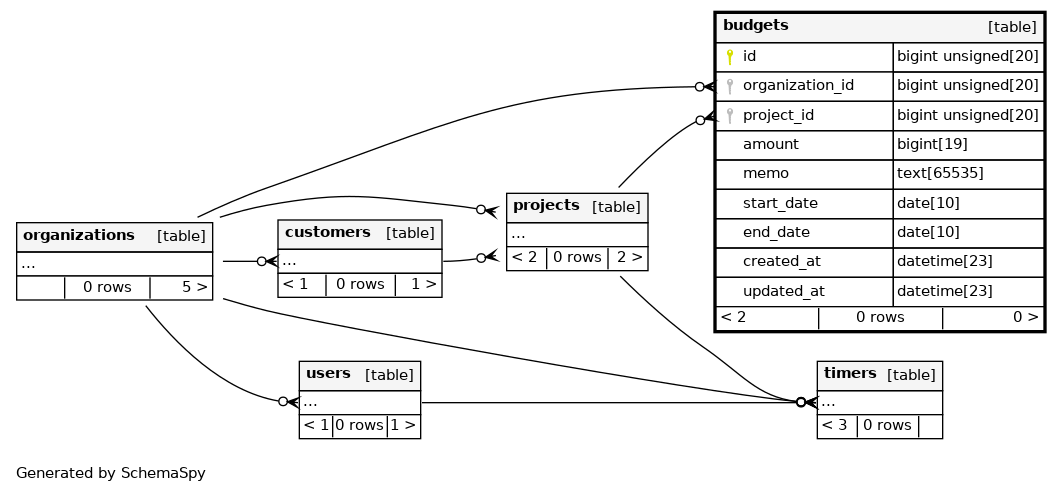 budgets [table]
id bigint unsigned[20]
organization_id bigint unsigned[20]
project_id bigint unsigned[20]
amount bigint[19]
memo text[65535]
start_date date[10]
end_date date[10]
created_at datetime[23]
updated_at datetime[23]
< 2 0 rows 0 >
organizations [table]
...
0 rows 5 >
customers [table]
...
< 1 0 rows 1 >
projects [table]
...
< 2 0 rows 2 >
users [table]
...
< 1 0 rows 1 >
timers [table]
...
< 3 0 rows
Generated by SchemaSpy